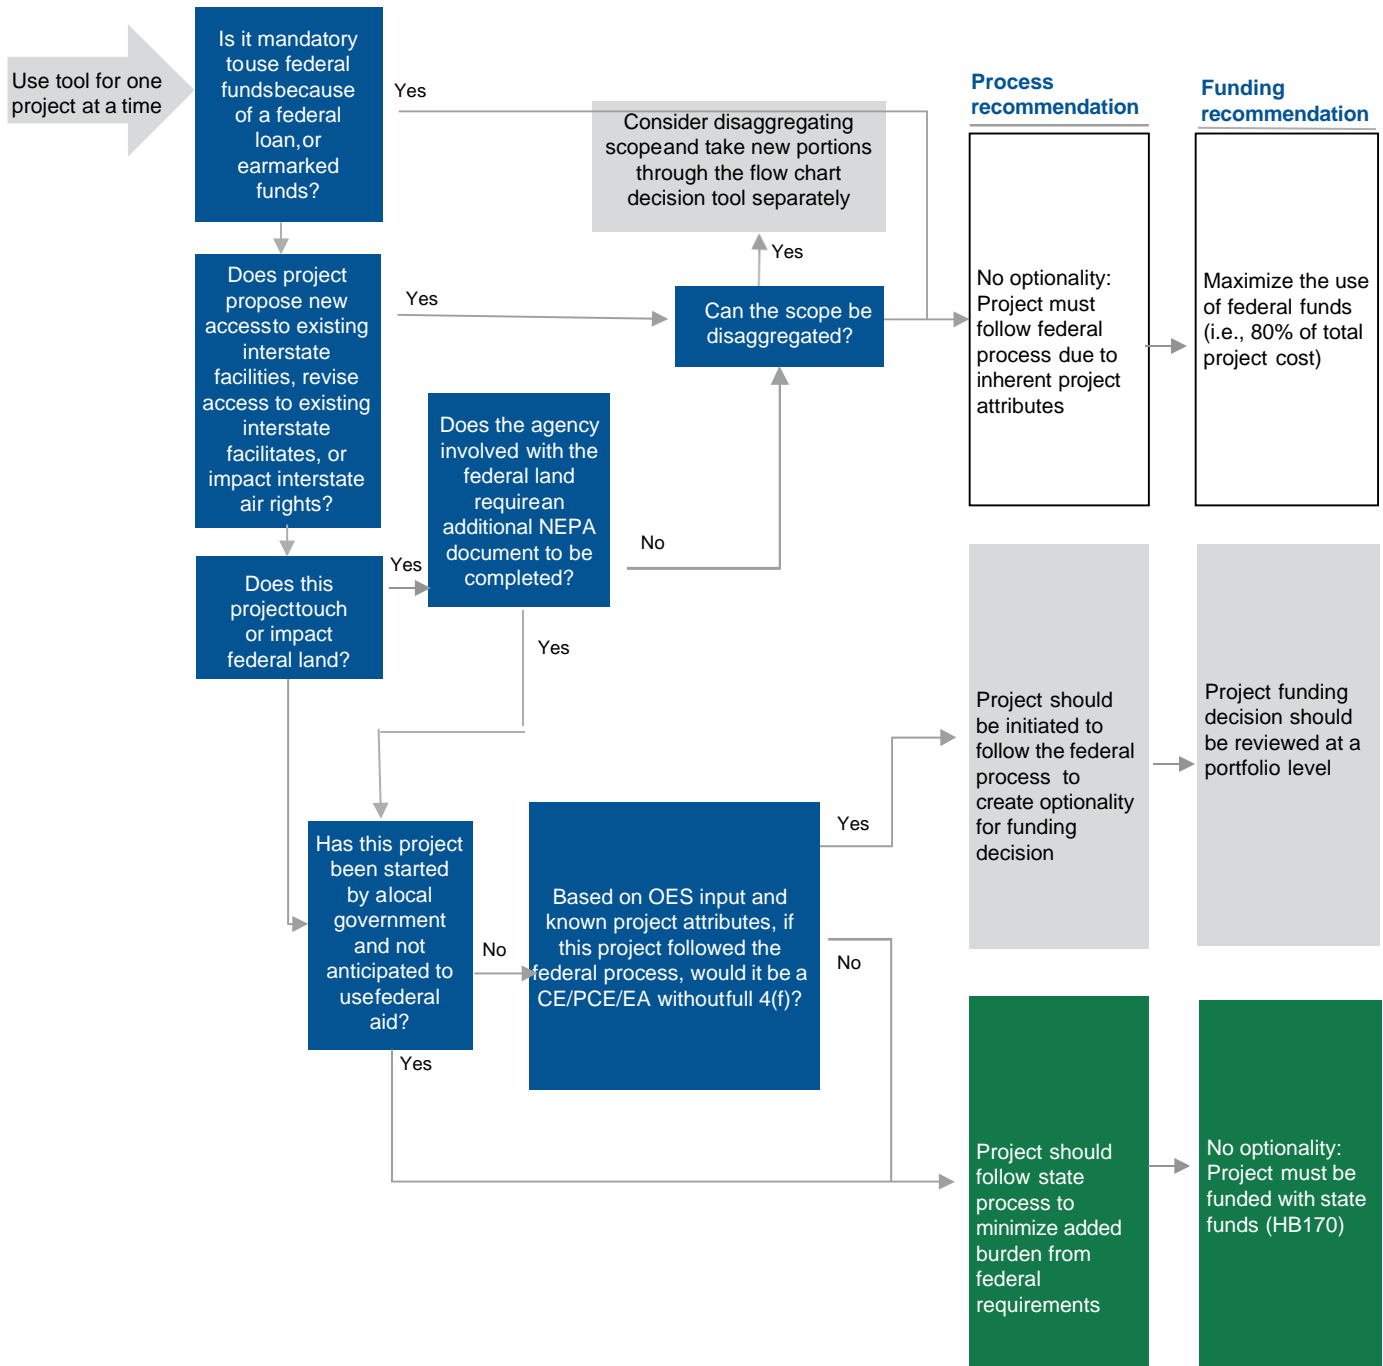 Use tool for one
project at a time
Is it mandatory
touse federal
fundsbecause
of a federal
loan,or
earmarked
funds?
Yes
Consider disaggregating
scopeand take new portions
through the flow chart
decision tool separately
Process
recommendation
Funding
recommendation
Does project
propose new
accessto existing
interstate
facilities, revise
access to existing
interstate
facilitates, or
impact interstate
air rights?
Yes
Yes
Can the scope be
disaggregated?
No optionality:
Project must
follow federal
process due to
inherent project
attributes
Maximize the use
of federal funds
(i.e., 80% of total
project cost)
Does the agency
involved with the
federal land
requirean
additional NEPA
document to be
completed?
No
Yes
Does this
projecttouch
or impact
federal land?
Yes
Project should
be initiated to
follow the federal
process to
create optionality
for funding
decision
Project funding
decision should
be reviewed at a
portfolio level
Has this project
been started
by alocal
government
and not
anticipated to
usefederal
aid?
No
Yes
Based on OES input and
known project attributes, if
this project followed the
federal process, would it be a
CE/PCE/EA withoutfull 4(f)?
Yes
No
Project should
follow state
process to
minimize added
burden from
federal
requirements
No optionality:
Project must be
funded with state
funds (HB170)